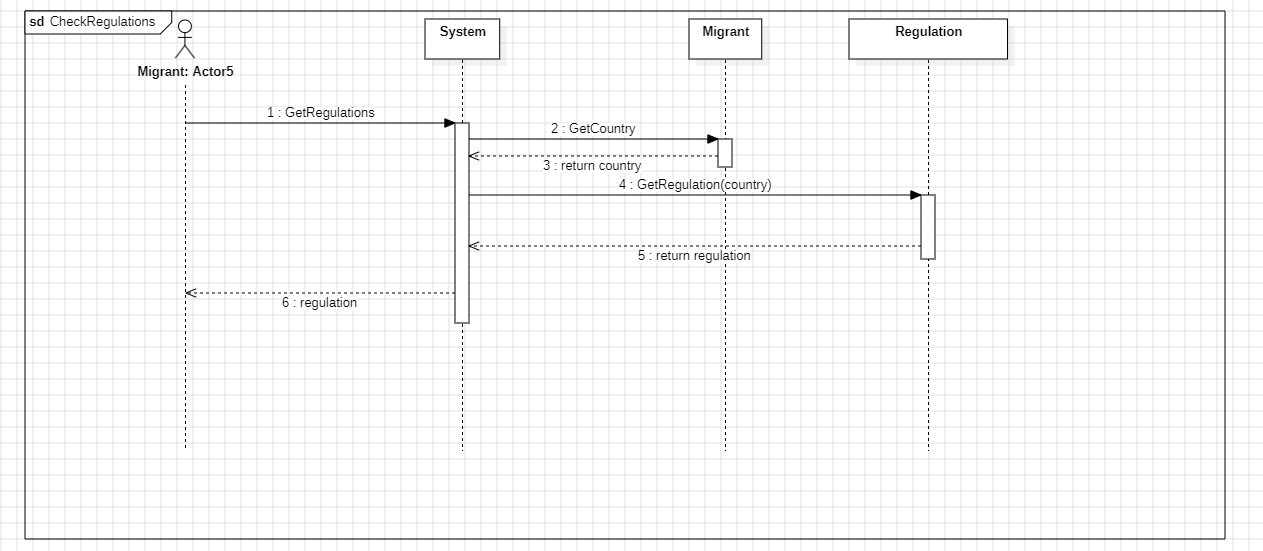 sd CheckRegulations
System
Migrant
Regulation
Migrant: Actor5
1 : GetRegulations
2 : GetCountry
3 : return country
4 : GetRegulation(country)
5 : return regulation
6 : regulation